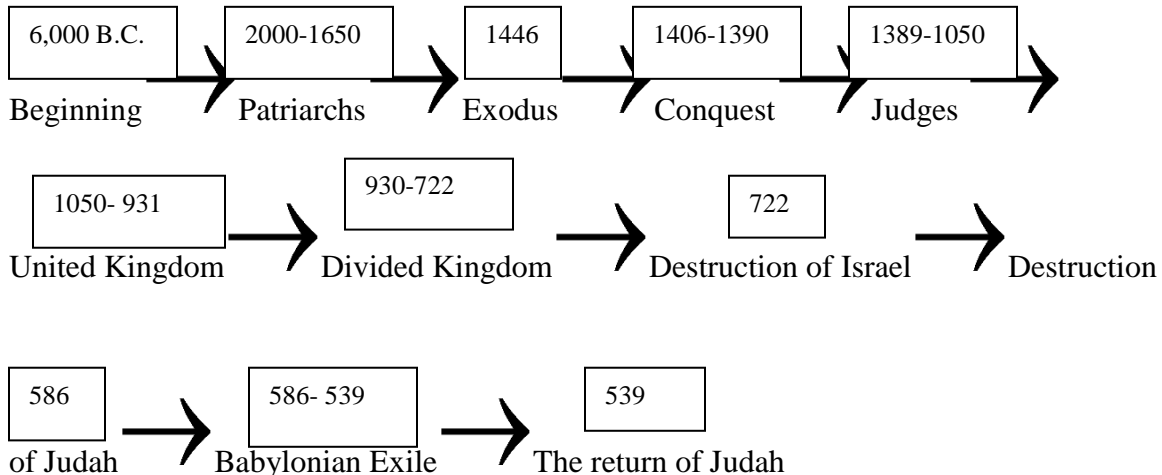 6,000 B.C. 2000-1650 1446 1406-1390 1389-1050
Beginning Patriarchs Exodus Conquest Judges
1050- 931 930-722 722
United Kingdom Divided Kingdom Destruction of Israel Destruction
586 586- 539 539
of Judah Babylonian Exile The return of Judah